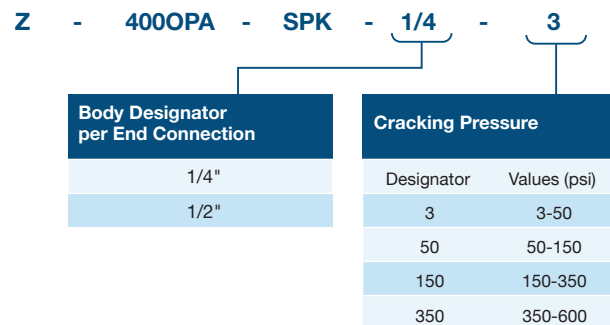 Z - 400OPA - SPK - 1/4 - 3
Body Designator
per End Connection
1/4"
1/2"
Cracking Pressure
Designator Values (psi)
3 3-50
50 50-150
150 150-350
350 350-600